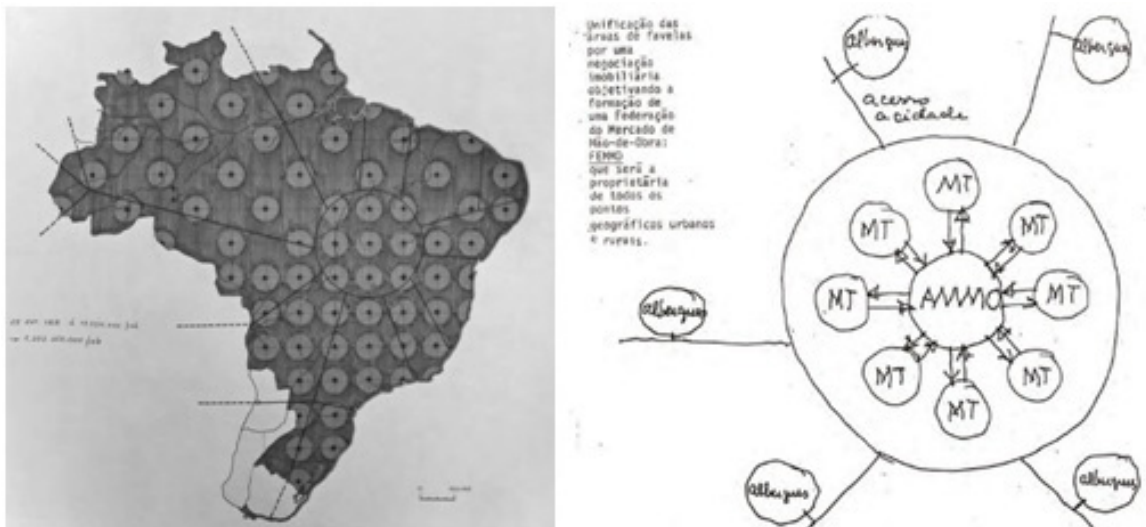 Unificação das
áreas de favelas
por uma
negociação
imobiliária
objetivando a
formação de
uma federação
do Mercado de
Mão-de-Obra:
FEMMO
que será a
proprietária
de todos os
pontos
geográficos urbanos
e rurais.
albergues
albergues
acesso
a cidade
MT
MT
MT
MT
AMMO
MT
albergues
MT
MT
MT
albergues
albergues